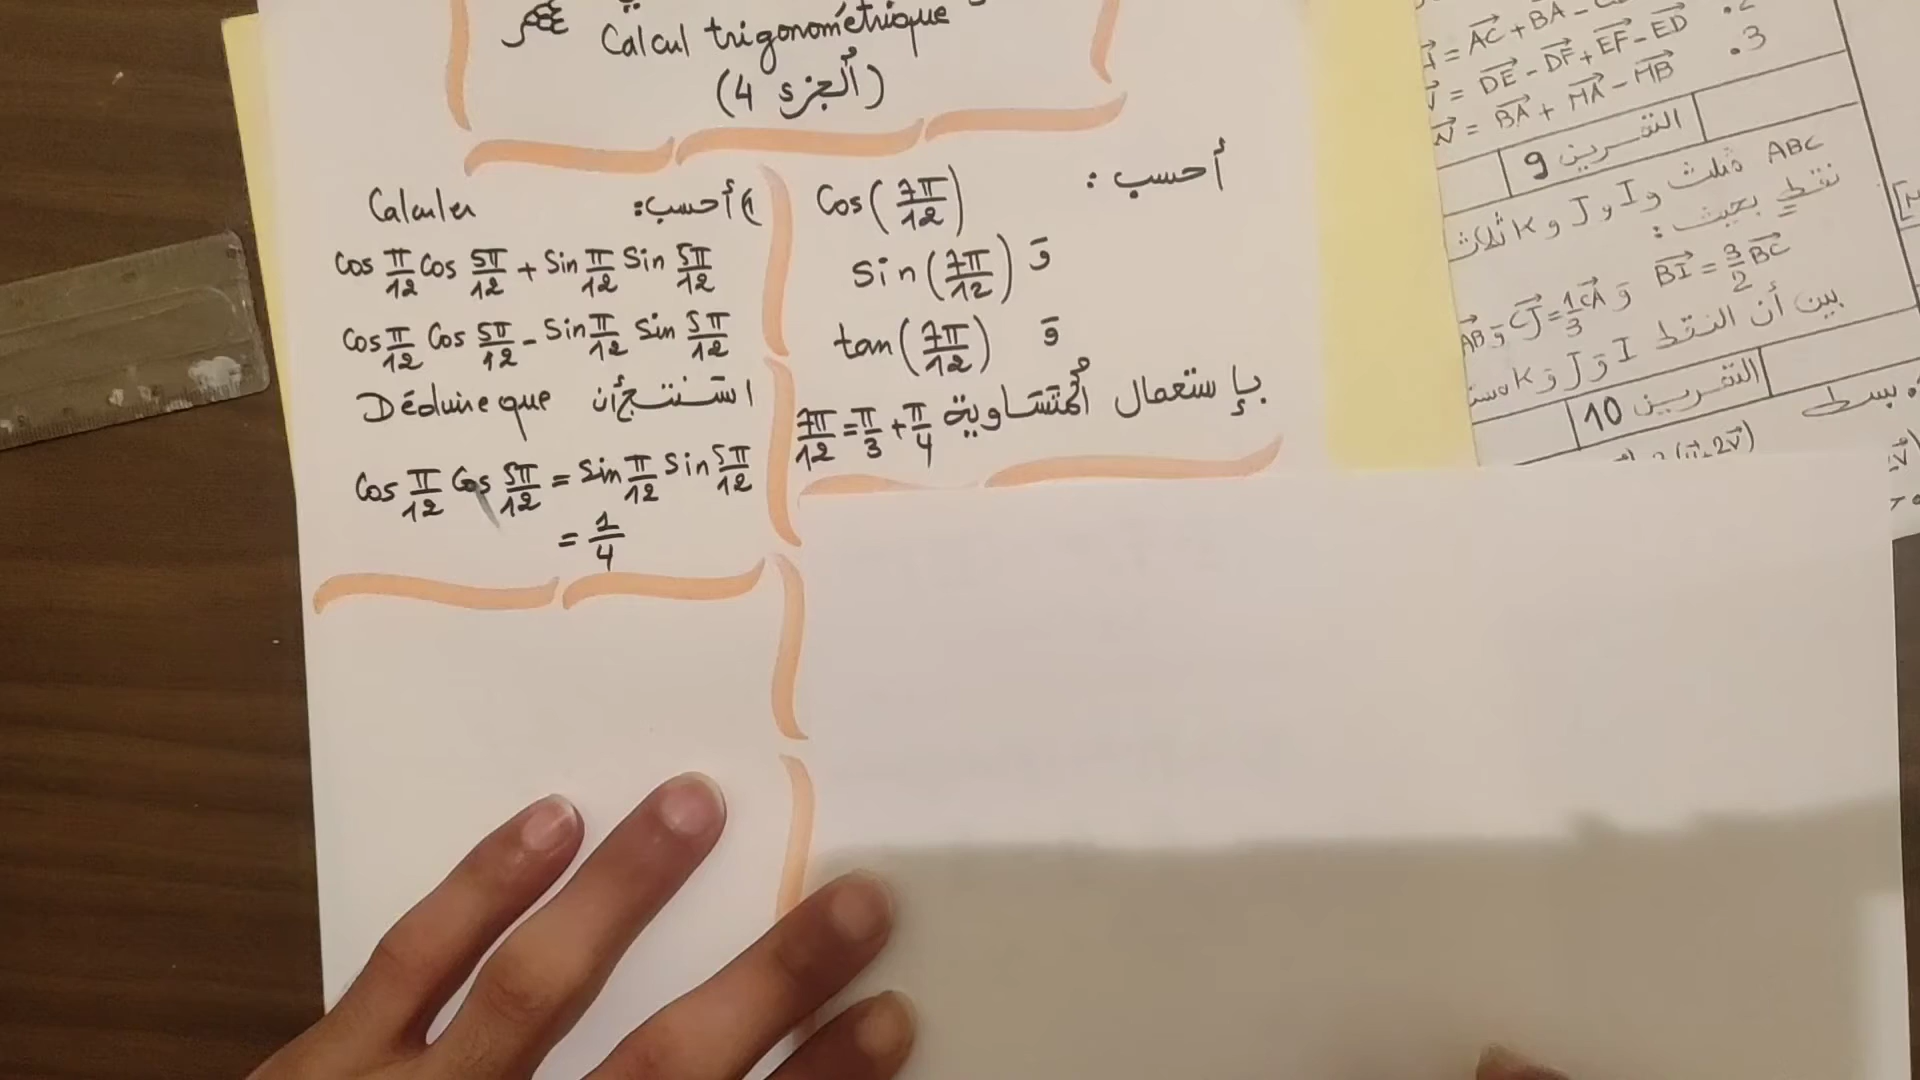 Calcul trigonométrique
(الجزء 4)
Calculer أحسب:
Cos π/12 Cos 5π/12 + Sin π/12 Sin 5π/12
Cos π/12 Cos 5π/12 - Sin π/12 Sin 5π/12
Déduire que استنتج أن
Cos π/12 Cos 5π/12 = Sin π/12 Sin 5π/12
= 1/4
أحسب :
Cos(7π/12)
و Sin(7π/12)
و tan(7π/12)
بإستعمال المتساوية 7π/12 = π/3 + π/4
= AC + BA -
= DE - DF + EF - ED
= BA + MA - MB
.3
التمرين 9
ABC مثلث و I و J و K ثلاث
نقط بحيث :
BI = 3/2 BC و CJ = 1/3 CA و AB
بين أن النقط I و J و K
التمرين 10
بسط